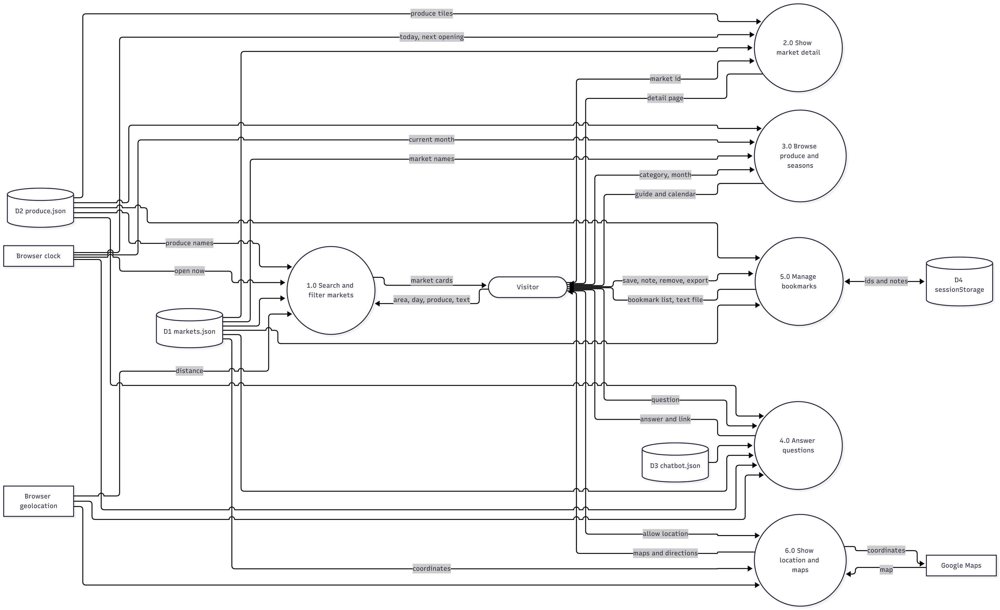 produce tiles
today, next opening
2.0 Show
market detail
market id
detail page
current month
market names
3.0 Browse
produce and
seasons
category, month
guide and calendar
D2 produce.json
produce names
Browser clock
open now
1.0 Search and
filter markets
market cards
area, day, produce, text
Visitor
save, note, remove, export
bookmark list, text file
5.0 Manage
bookmarks
ids and notes
D4
sessionStorage
D1 markets.json
distance
question
answer and link
D3 chatbot.json
4.0 Answer
questions
Browser
geolocation
allow location
maps and directions
coordinates
6.0 Show
location and
maps
coordinates
map
Google Maps